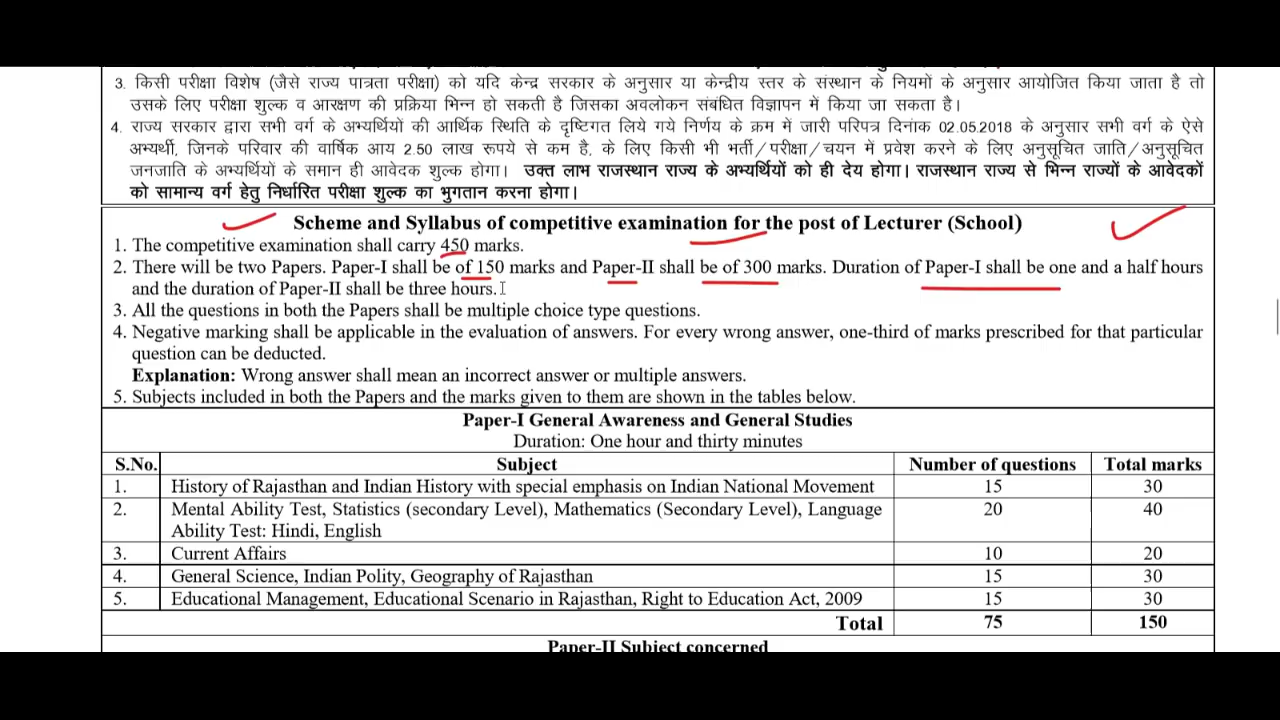 3. किसी परीक्षा विशेष (जैसे राज्य पात्रता परीक्षा) को यदि केन्द्र सरकार के अनुसार या केन्द्रीय स्तर के संस्थान के नियमों के अनुसार आयोजित किया जाता है तो
उसके लिए परीक्षा शुल्क व आरक्षण की प्रक्रिया भिन्न हो सकती है जिसका अवलोकन संबंधित विज्ञापन में किया जा सकता है।
4. राज्य सरकार द्वारा सभी वर्ग के अभ्यर्थियों की आर्थिक स्थिति के दृष्टिगत लिये गये निर्णय के क्रम में जारी परिपत्र दिनांक 02.05.2018 के अनुसार सभी वर्ग के ऐसे
अभ्यर्थी, जिनके परिवार की वार्षिक आय 2.50 लाख रूपये से कम है, के लिए किसी भी भर्ती/परीक्षा/चयन में प्रवेश करने के लिए अनुसूचित जाति/अनुसूचित
जनजाति के अभ्यर्थियों के समान ही आवेदक शुल्क होगा। उक्त लाभ राजस्थान राज्य के अभ्यर्थियों को ही देय होगा। राजस्थान राज्य से भिन्न राज्यों के आवेदकों
को सामान्य वर्ग हेतु निर्धारित परीक्षा शुल्क का भुगतान करना होगा।
Scheme and Syllabus of competitive examination for the post of Lecturer (School)
1. The competitive examination shall carry 450 marks.
2. There will be two Papers. Paper-I shall be of 150 marks and Paper-II shall be of 300 marks. Duration of Paper-I shall be one and a half hours
and the duration of Paper-II shall be three hours.
3. All the questions in both the Papers shall be multiple choice type questions.
4. Negative marking shall be applicable in the evaluation of answers. For every wrong answer, one-third of marks prescribed for that particular
question can be deducted.
Explanation: Wrong answer shall mean an incorrect answer or multiple answers.
5. Subjects included in both the Papers and the marks given to them are shown in the tables below.
Paper-I General Awareness and General Studies
Duration: One hour and thirty minutes
S.No. Subject Number of questions Total marks
1. History of Rajasthan and Indian History with special emphasis on Indian National Movement 15 30
2. Mental Ability Test, Statistics (secondary Level), Mathematics (Secondary Level), Language 20 40
Ability Test: Hindi, English
3. Current Affairs 10 20
4. General Science, Indian Polity, Geography of Rajasthan 15 30
5. Educational Management, Educational Scenario in Rajasthan, Right to Education Act, 2009 15 30
Total 75 150
Paper-II Subject concerned